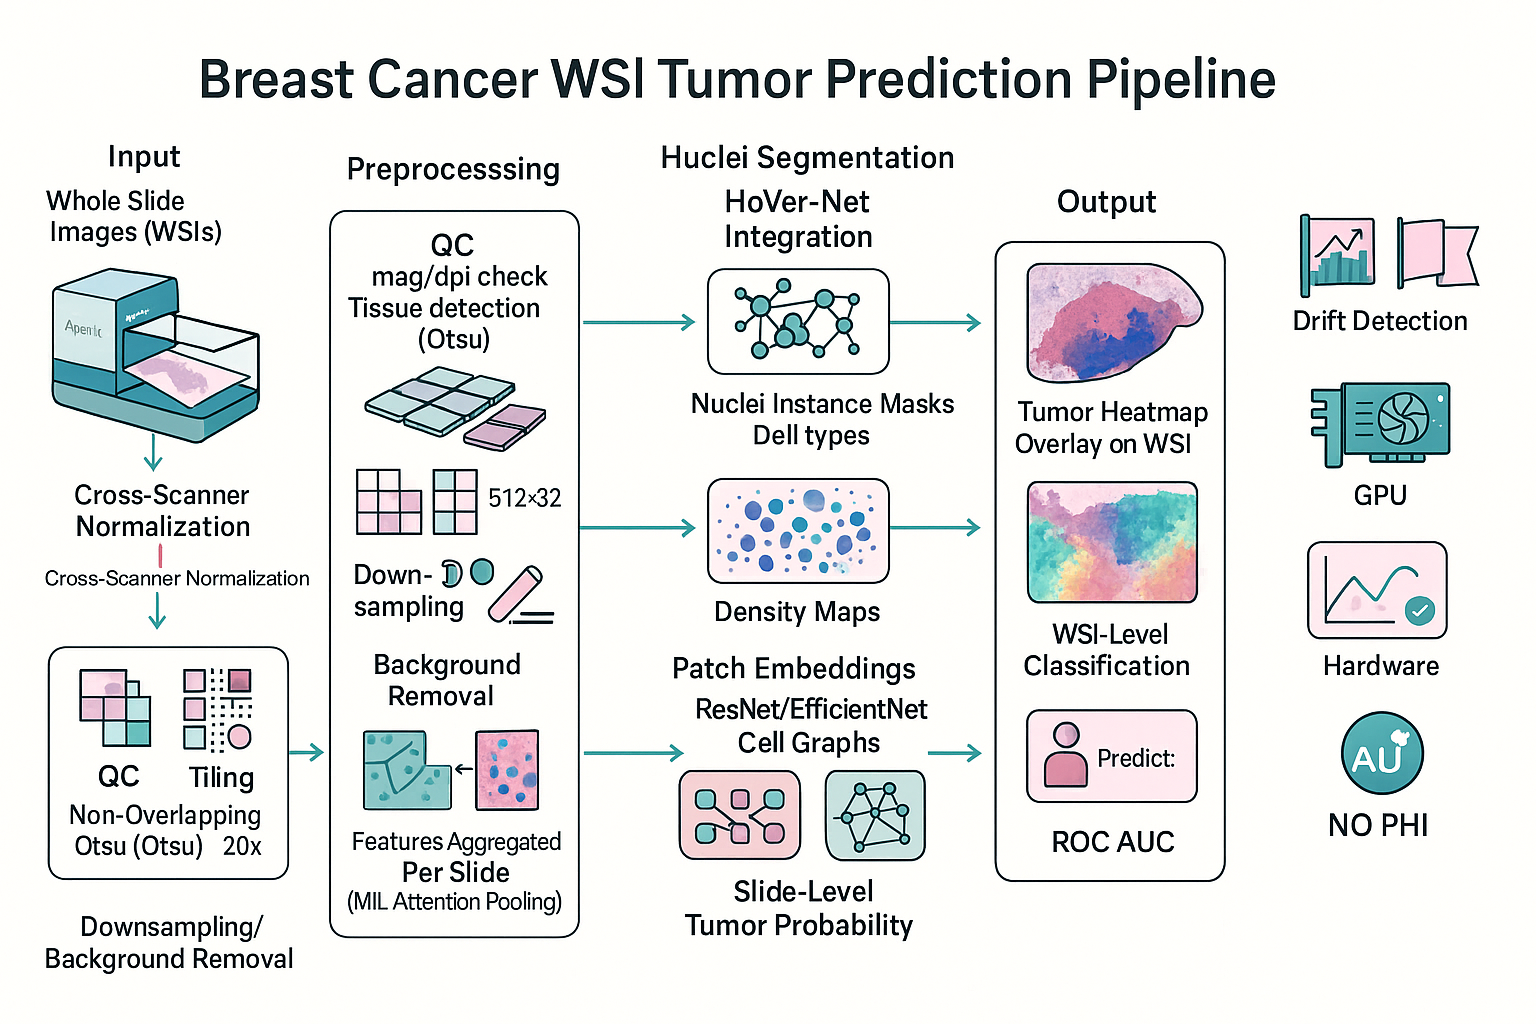 Breast Cancer WSI Tumor Prediction Pipeline
Input
Whole Slide
Images (WSIs)
Cross-Scanner
Normalization
Cross-Scanner Normalization
QC
Tiling
Non-Overlapping
Otsu (Otsu) 20x
Downsampling/
Background Removal
Preprocesssing
QC
mag/dpi check
Tissue detection
(Otsu)
512×32
Down-
sampling
Background
Removal
Features Aggregated
Per Slide
(MIL Attention Pooling)
Huclei Segmentation
HoVer-Net
Integration
Nuclei Instance Masks
Dell types
Density Maps
Patch Embeddings
ResNet/EfficientNet
Cell Graphs
Slide-Level
Tumor Probability
Output
Tumor Heatmap
Overlay on WSI
WSI-Level
Classification
Predict:
ROC AUC
Drift Detection
GPU
Hardware
AU
NO PHI